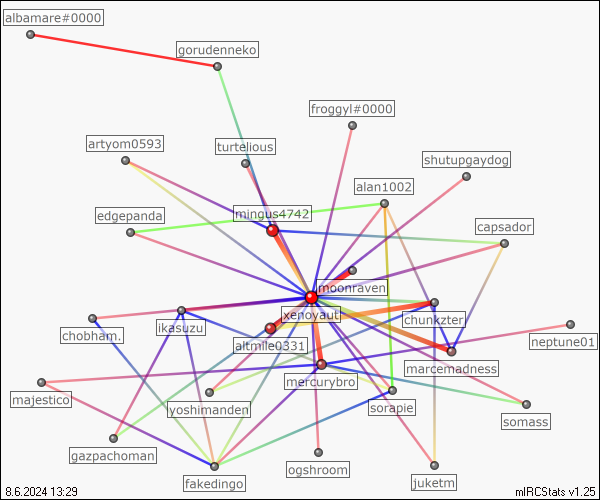 albamare#0000
gorudenneko
froggyl#0000
artyom0593
turtelious
shutupgaydog
alan1002
edgepanda
mingus4742
capsador
moonraven
xenoyaut
chobham.
ikasuzu
chunkzter
altmile0331
neptune01
marcemadness
mercurybro
majestico
yoshimanden
sorapie
somass
gazpachoman
ogshroom
fakedingo
juketm
8.6.2024 13:29
mIRCStats v1.25